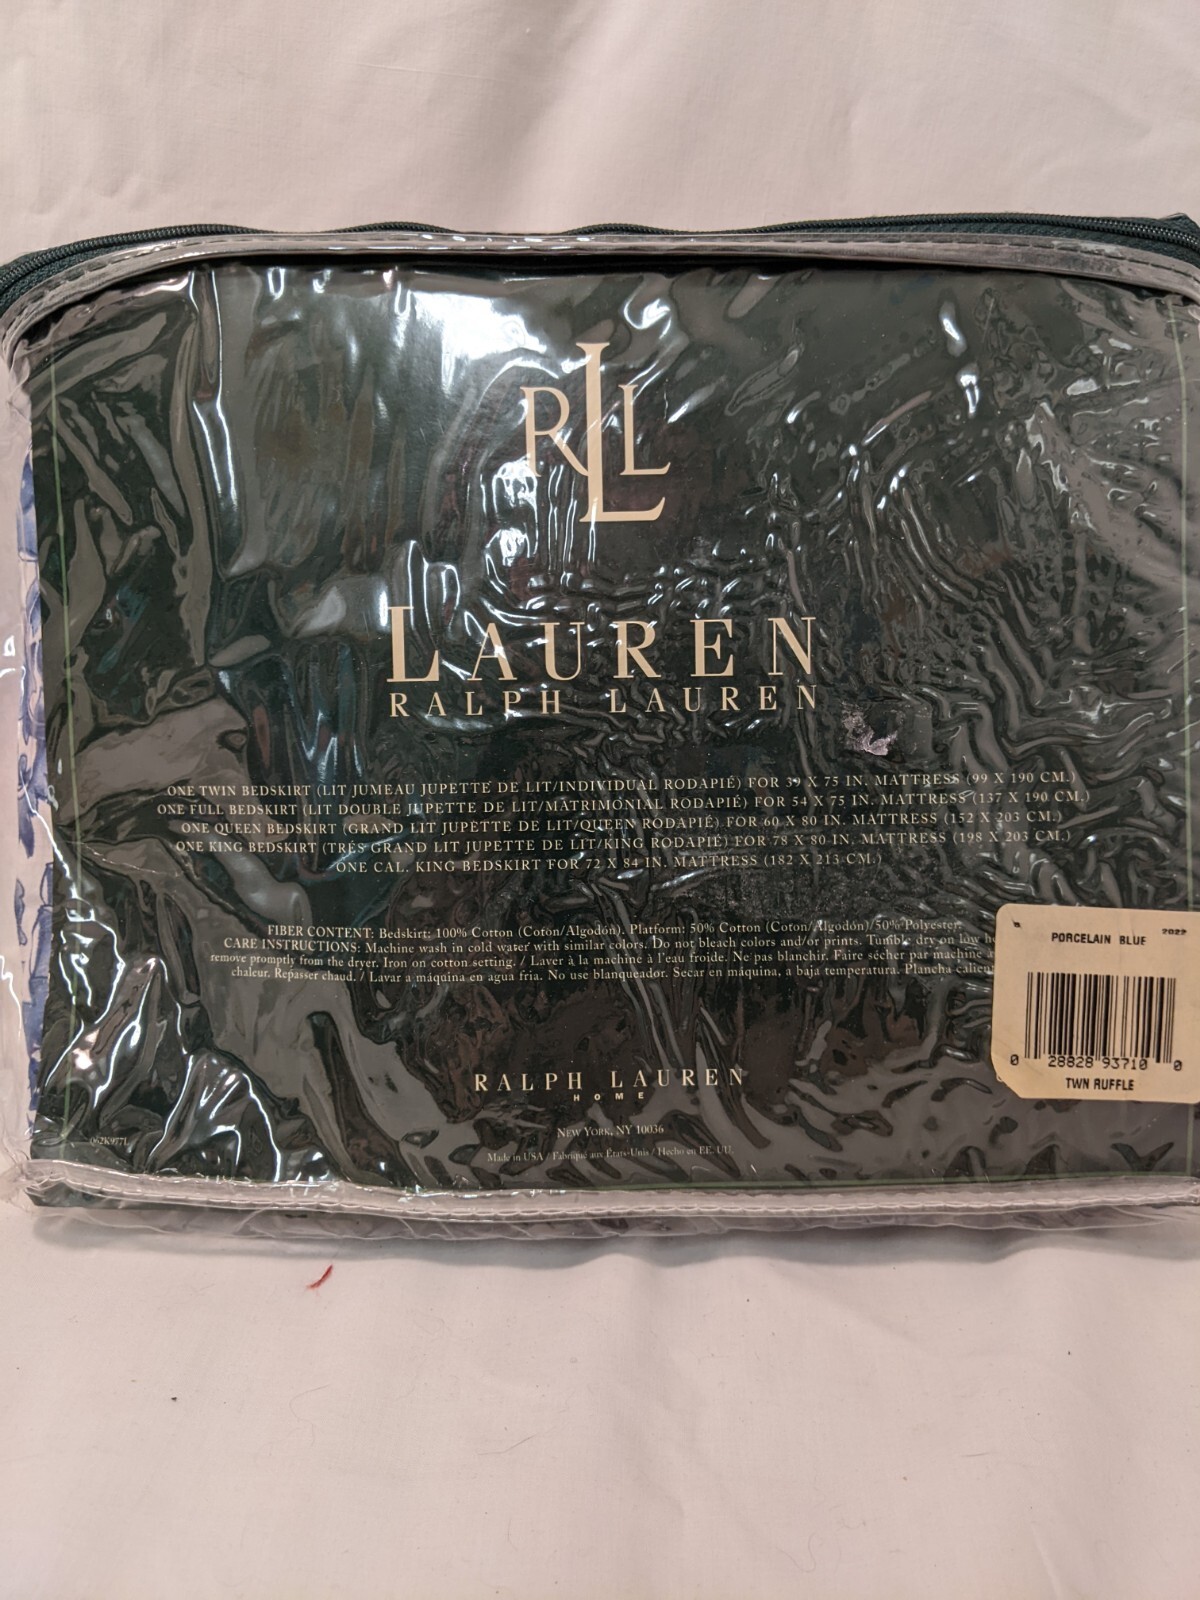 RLL
LAUREN
RALPH LAUREN
ONE TWIN BEDSKIRT (LIT JUMEAU JUPETTE DE LIT/INDIVIDUAL RODAPIÉ) FOR 39 X 75 IN. MATTRESS (99 X 190 CM.)
ONE FULL BEDSKIRT (LIT DOUBLE JUPETTE DE LIT/MATRIMONIAL RODAPIÉ) FOR 54 X 75 IN. MATTRESS (137 X 190 CM.)
ONE QUEEN BEDSKIRT (GRAND LIT JUPETTE DE LIT/QUEEN RODAPIÉ) FOR 60 X 80 IN. MATTRESS (152 X 203 CM.)
ONE KING BEDSKIRT (TRÈS GRAND LIT JUPETTE DE LIT/KING RODAPIÉ) FOR 78 X 80 IN. MATTRESS (198 X 203 CM.)
ONE CAL. KING BEDSKIRT FOR 72 X 84 IN. MATTRESS (182 X 213 CM.)
FIBER CONTENT: Bedskirt: 100% Cotton (Coton/Algodón). Platform: 50% Cotton (Coton/Algodón)/50% Polyester.
CARE INSTRUCTIONS: Machine wash in cold water with similar colors. Do not bleach colors and/or prints. Tumble dry on low
remove promptly from the dryer. Iron on cotton setting. / Laver à la machine à l'eau froide. Ne pas blanchir. Faire sécher par machine
chaleur. Repasser chaud. / Lavar a máquina en agua fria. No use blanqueador. Secar en máquina, a baja temperatura. Plancha
PORCELAIN BLUE
0 28828 93710 0
TWN RUFFLE
RALPH LAUREN
HOME
NEW YORK, NY 10036
Made in USA / Fabriqué aux États-Unis / Hecho en EE. UU.